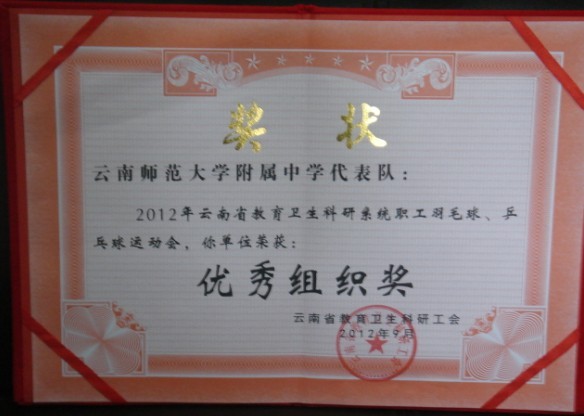 奖状
云南师范大学附属中学代表队：
2012年云南省教育卫生科研系统职工羽毛球、乒
乓球运动会，你单位荣获：
优秀组织奖
云南省教育卫生科研工会
2012年9月